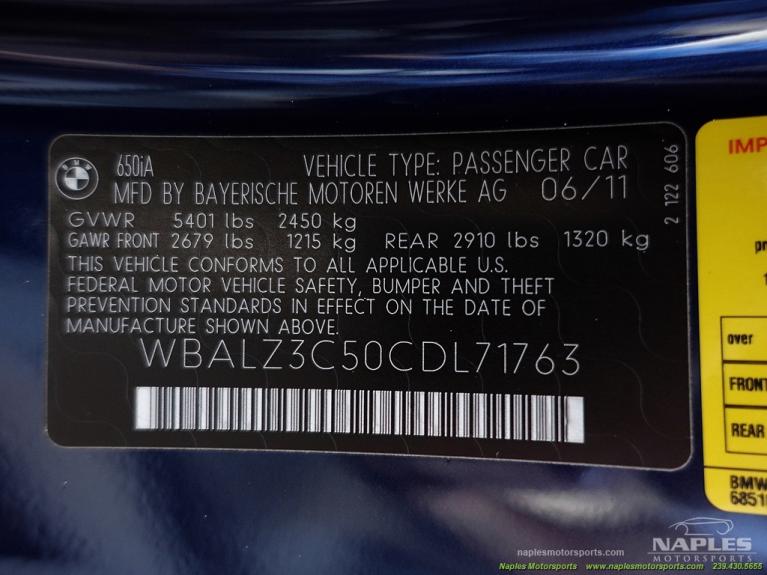 BMW
650iA VEHICLE TYPE: PASSENGER CAR
MFD BY BAYERISCHE MOTOREN WERKE AG 06/11
GVWR 5401 lbs 2450 kg
GAWR FRONT 2679 lbs 1215 kg REAR 2910 lbs 1320 kg
THIS VEHICLE CONFORMS TO ALL APPLICABLE U.S.
FEDERAL MOTOR VEHICLE SAFETY, BUMPER AND THEFT
PREVENTION STANDARDS IN EFFECT ON THE DATE OF
MANUFACTURE SHOWN ABOVE.
WBALZ3C50CDL71763
2 122 606
IMP
over
FRONT
REAR
BMW
NAPLES
MOTORSPORTS
naplesmotorsports.com
Naples Motorsports www.naplesmotorsports.com 239.430.5655